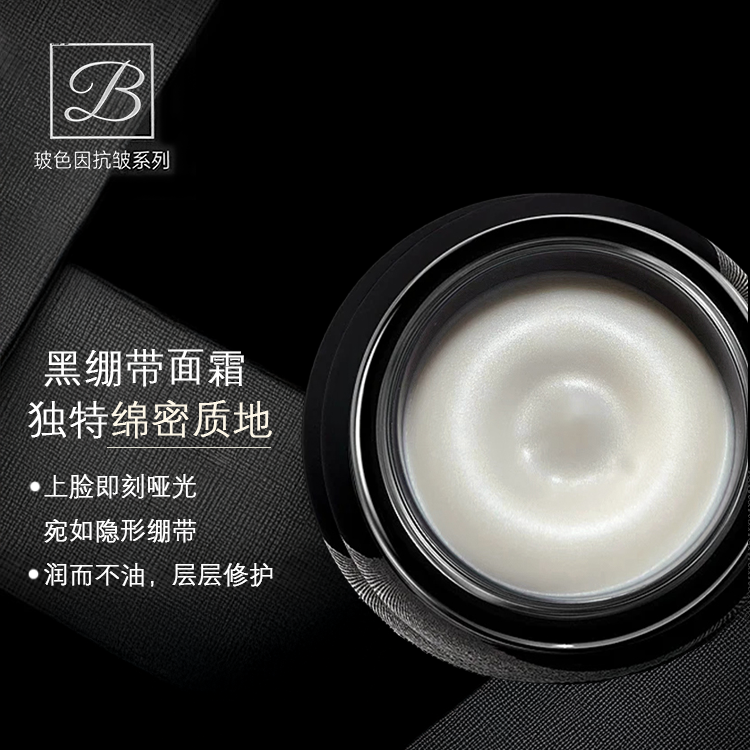 B
玻色因抗皱系列
黑绷带面霜
独特绵密质地
•上脸即刻哑光
宛如隐形绷带
•润而不油，层层修护